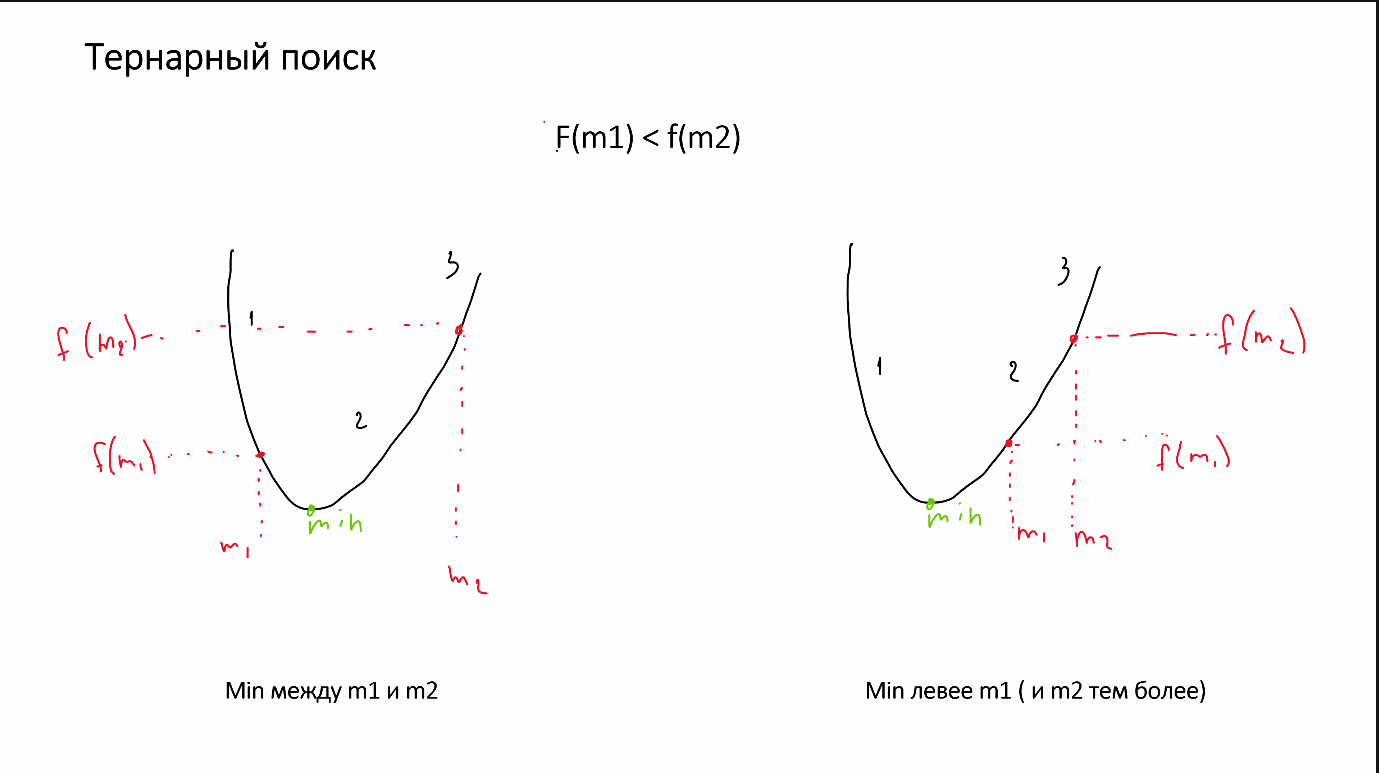 Тернарный поиск
F(m1) < f(m2)
3
1
f(m2)
2
f(m1)
min
m1
m2
3
f(m2)
1
2
f(m1)
min
m1
m2
Min между m1 и m2
Min левее m1 ( и m2 тем более)